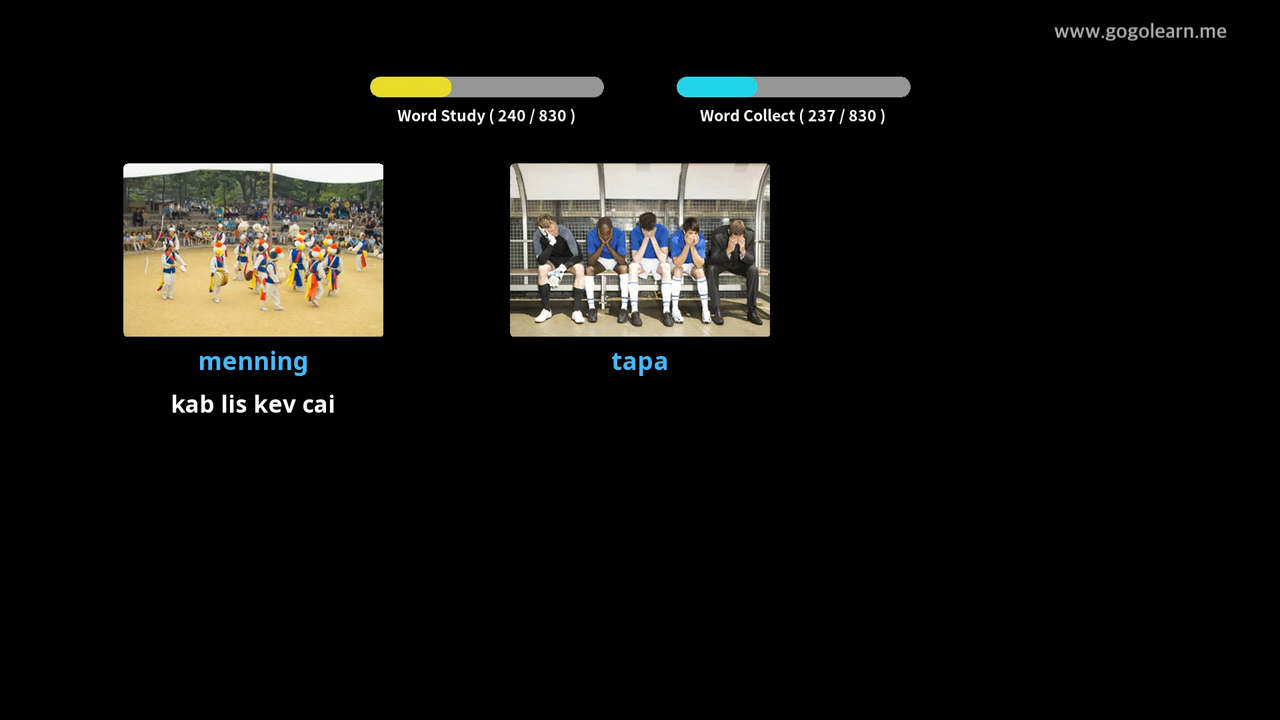 www.gogolearn.me
Word Study ( 240 / 830 )
Word Collect ( 237 / 830 )
menning
tapa
kab lis kev cai